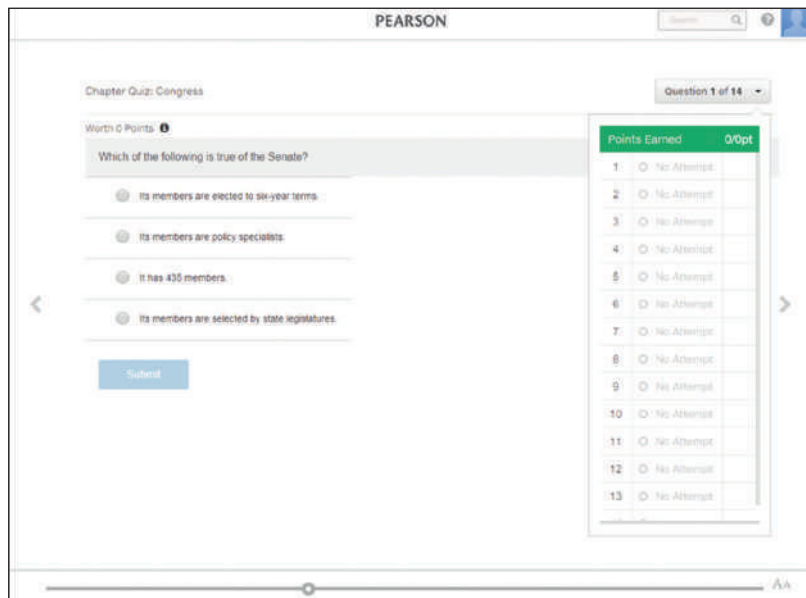 PEARSON
Search
Chapter Quiz: Congress
Question 1 of 14
Worth 0 Points
Which of the following is true of the Senate?
Its members are elected to six-year terms.
Its members are policy specialists.
It has 435 members.
Its members are selected by state legislatures.
Submit
Points Earned 0/0pt
1 No Attempt
2 No Attempt
3 No Attempt
4 No Attempt
5 No Attempt
6 No Attempt
7 No Attempt
8 No Attempt
9 No Attempt
10 No Attempt
11 No Attempt
12 No Attempt
13 No Attempt
AA